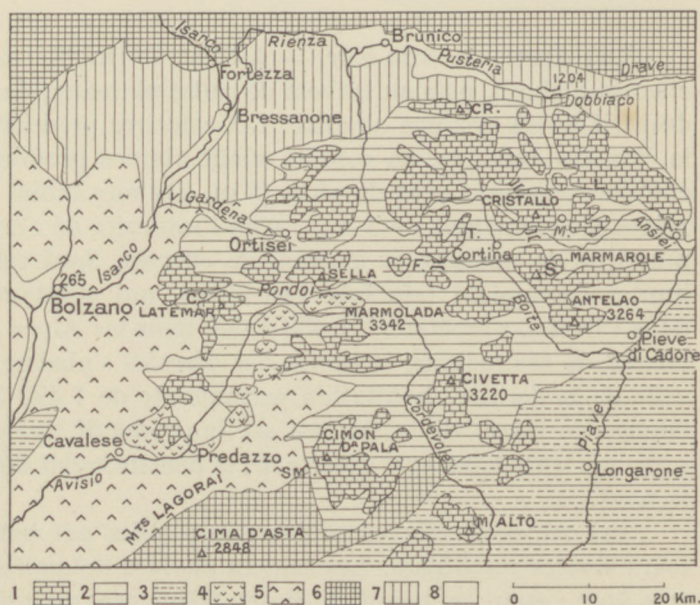 Isarco
Rienza
Brunico
Pusteria
Drave
Fortezza
1204
Dobbiaco
CR.
Bressanone
V. Gardena
CRISTALLO
L.
M.
Ansiei
Ortisei
T.
Cortina
MARMAROLE
265
Isarco
SELLA
F.
S.
Bolzano
C.
Pordoi
LATEMAR
MARMOLADA
3342
Boite
ANTELAO
3264
Pieve
di Cadore
CIVETTA
3220
Cordevole
Piave
Cavalese
Predazzo
CIMON
DA PALA
Longarone
SM
Avisio
MTS LAGORAÏ
CIMA D'ASTA
2848
M. ALTO
1 2 3 4 5 6 7 8 0 10 20 Km.